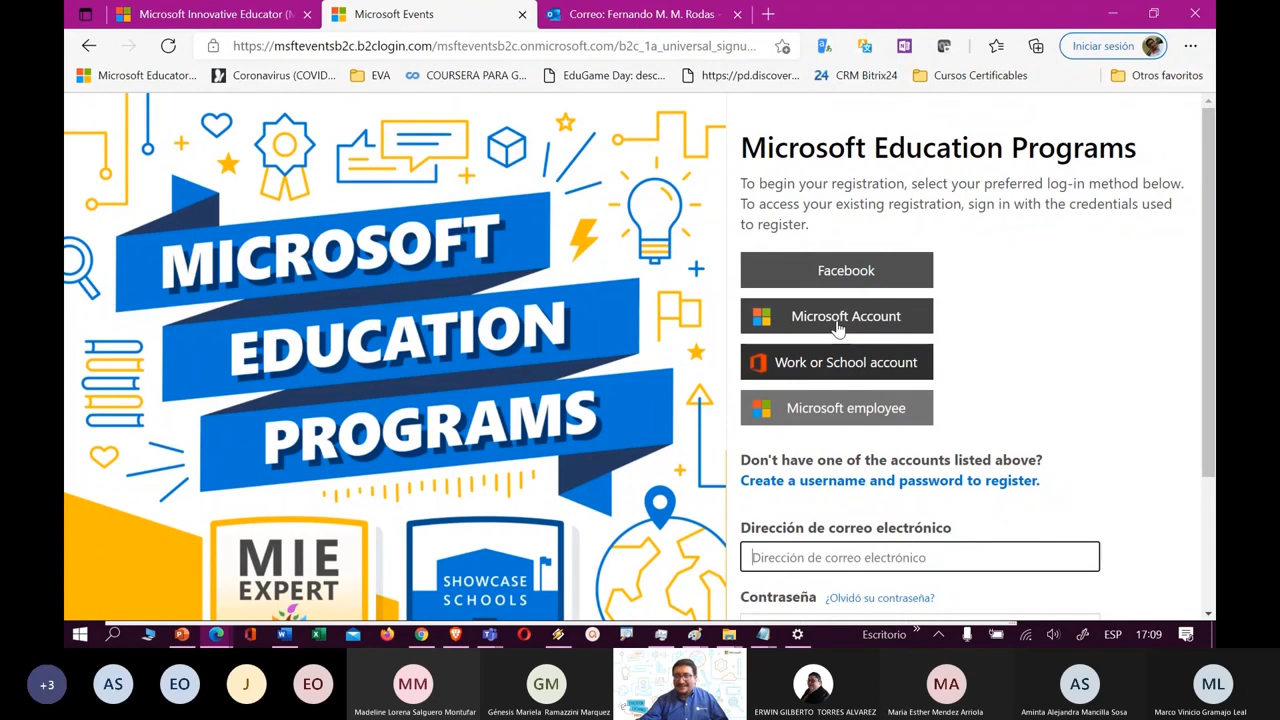 Microsoft Innovative Educator (M
Microsoft Events
Correo: Fernando M. M. Rodas -
https://msfteventsb2c.b2clogin.com/msfteventsb2c.onmicrosoft.com/b2c_1a_universal_signu...
Iniciar sesión
Microsoft Educator...
Coronavirus (COVID...
EVA
COURSERA PARA G...
EduGame Day: desc...
https://pd.discover...
24 CRM Bitrix24
Cursos Certificables
Otros favoritos
MICROSOFT
EDUCATION
PROGRAMS
MIE
EXPERT
SHOWCASE
SCHOOLS
Microsoft Education Programs
To begin your registration, select your preferred log-in method below.
To access your existing registration, sign in with the credentials used
to register.
Facebook
Microsoft Account
Work or School account
Microsoft employee
Don't have one of the accounts listed above?
Create a username and password to register.
Dirección de correo electrónico
Dirección de correo electrónico
Contraseña ¿Olvidó su contraseña?
Escritorio
ESP
17:09
+3
AS
EO
J
EO
MM
Madeline Lorena Salguero Montufar
GM
Génesis Mariela Ramazzini Marquez
ERWIN GILBERTO TORRES ALVAREZ
MA
Maria Esther Mendez Arriola
AS
Aminta Alejandra Mancilla Sosa
ML
Marco Vinicio Gramajo Leal